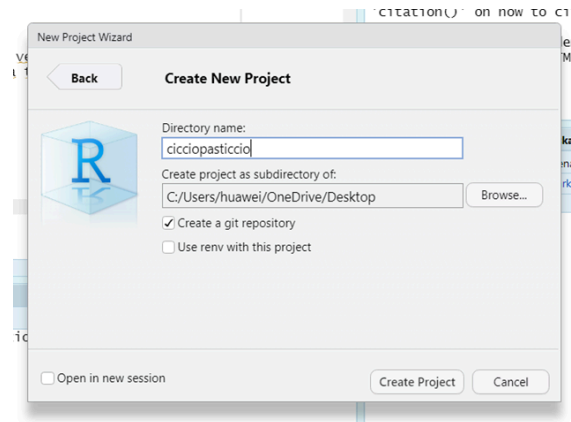 `citation()` on how to ci
New Project Wizard
Back
Create New Project
R
Directory name:
cicciopasticcio
Create project as subdirectory of:
C:/Users/huawei/OneDrive/Desktop
Browse...
Create a git repository
Use renv with this project
Open in new session
Create Project
Cancel